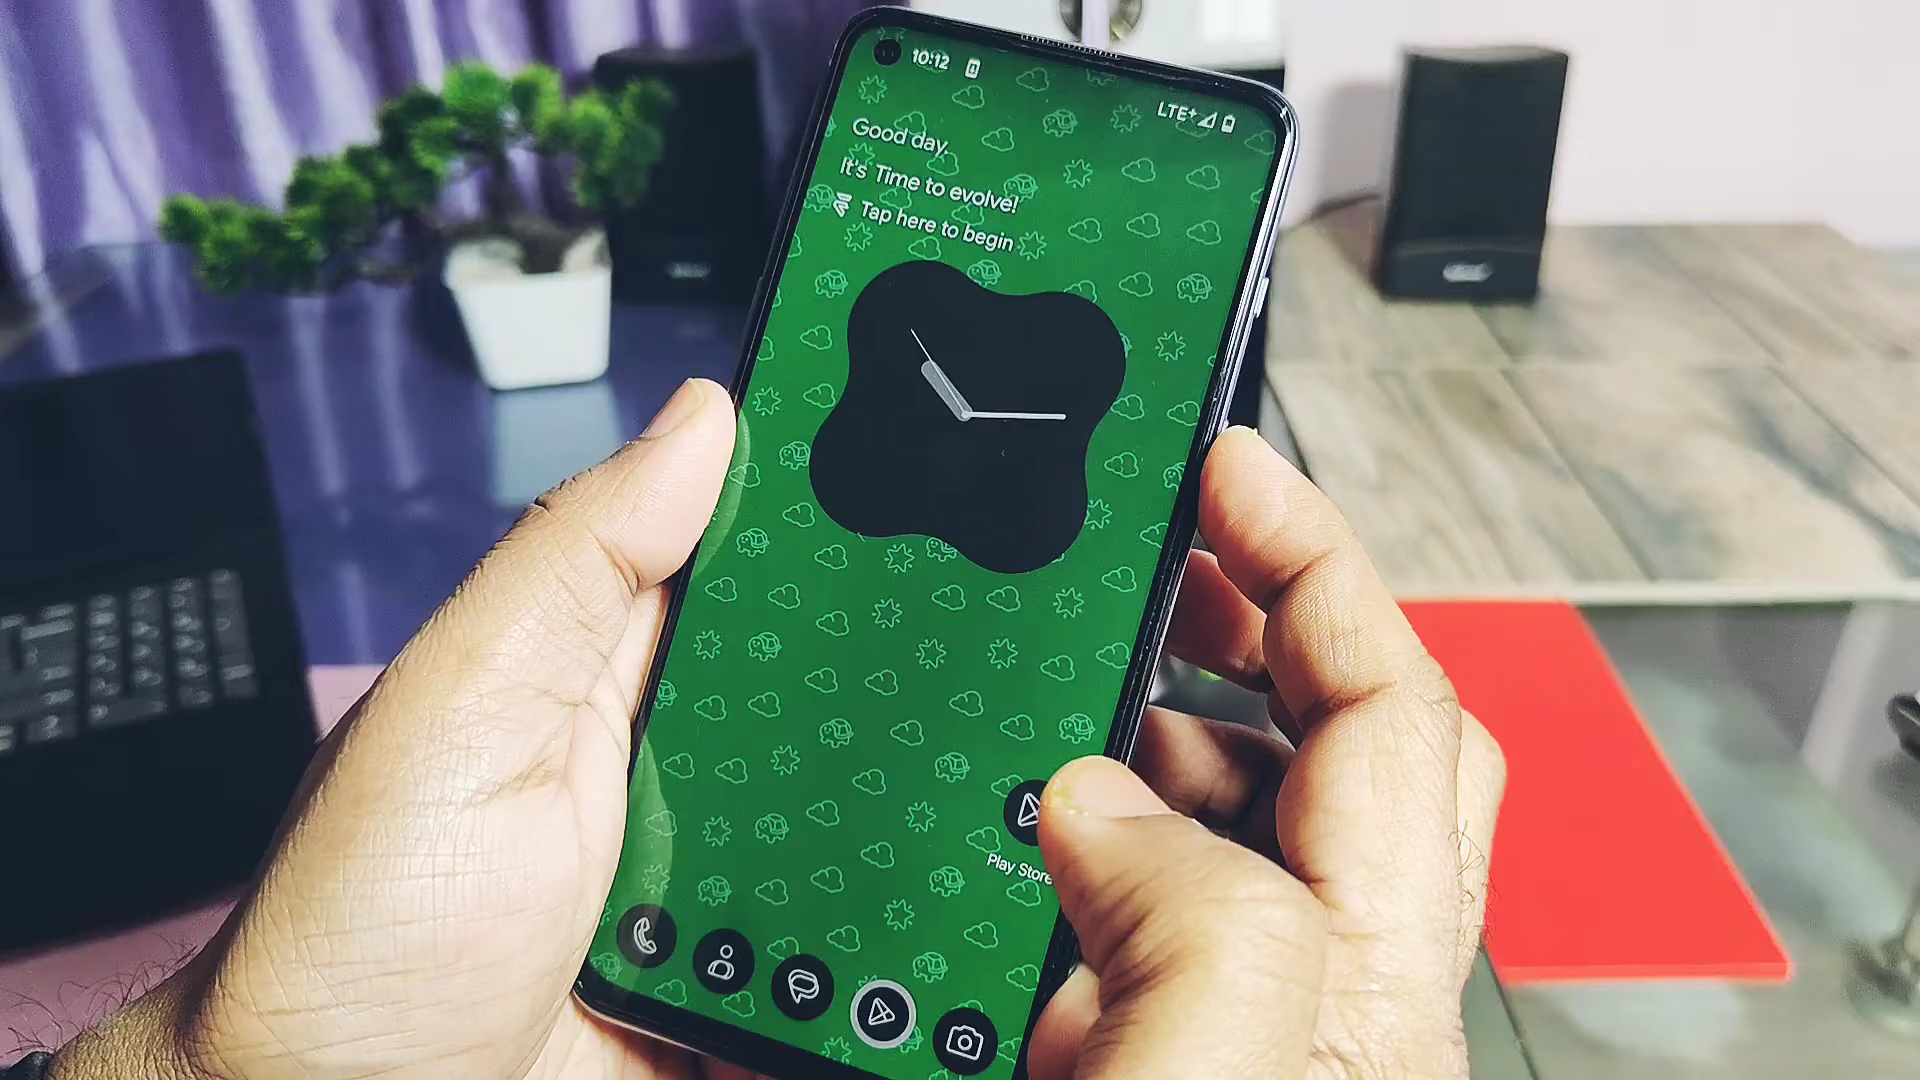 10:12
LTE+
Good day.
It's Time to evolve!
Tap here to begin
Play Store